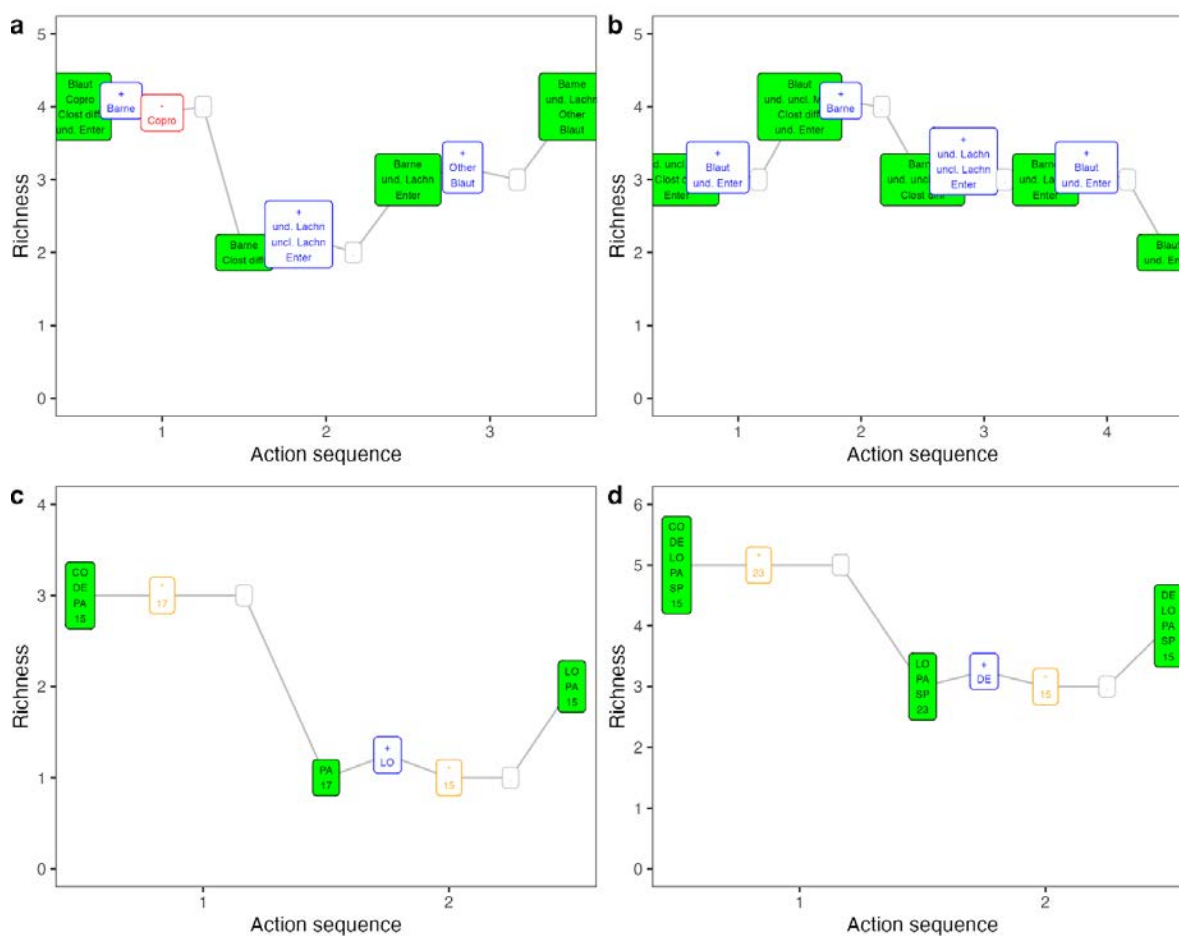 a
5
4
3
2
1
0
Richness
Blaut
Copro
Clost diff
und. Enter
+
Barne
-
Copro
Barne
Clost diff
+
und. Lachn
uncl. Lachn
Enter
Barne
und. Lachn
Enter
+
Other
Blaut
Barne
und. Lachn
Other
Blaut
1
2
3
Action sequence
b
5
4
3
2
1
0
Richness
Enter
+
Blaut
und. Enter
Blaut
und. uncl.
Clost diff
und. Enter
+
Barne
+
und. Lachn
uncl. Lachn
Enter
+
Blaut
und. Enter
1
2
3
4
Action sequence
c
4
3
2
1
0
Richness
CO
DE
PA
15
*
17
PA
17
+
LO
*
15
LO
PA
15
1
2
Action sequence
d
6
5
4
3
2
1
0
Richness
CO
DE
LO
PA
SP
15
*
23
LO
PA
SP
23
+
DE
*
15
DE
LO
PA
SP
15
1
2
Action sequence